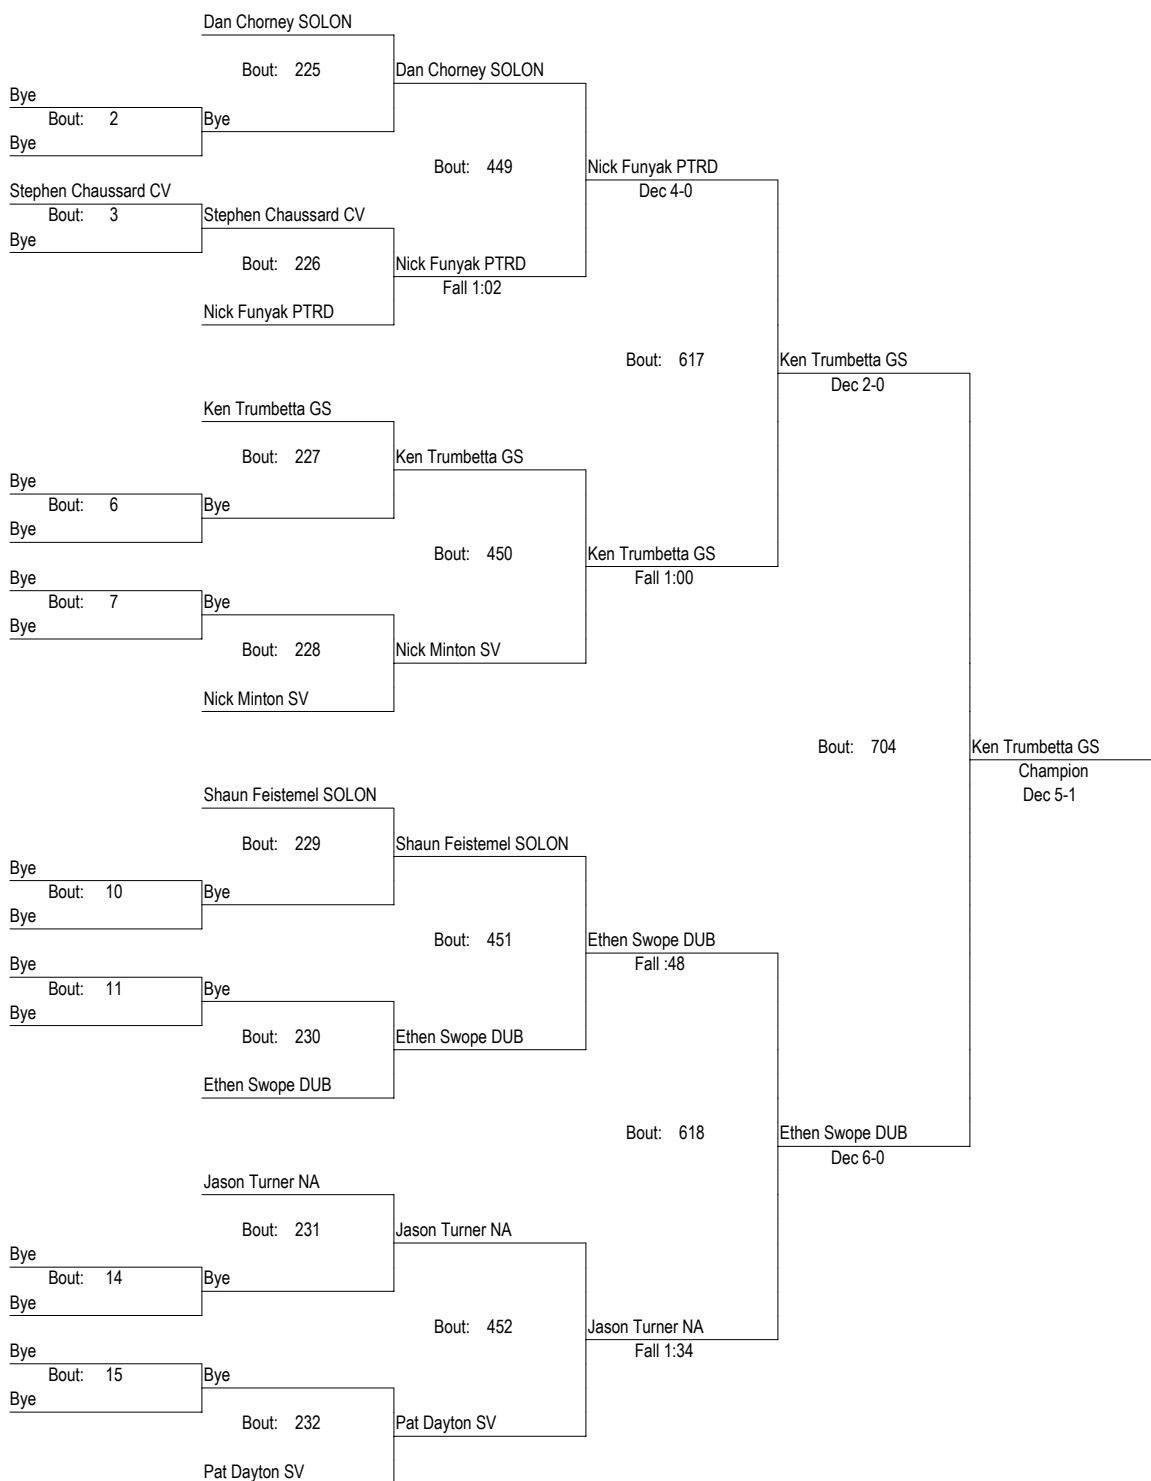 Dan Chorney SOLON
Bout: 225
Dan Chorney SOLON
Bye
Bout: 2
Bye
Bye
Bout: 449
Nick Funyak PTRD
Dec 4-0
Stephen Chaussard CV
Bout: 3
Stephen Chaussard CV
Bye
Bout: 226
Nick Funyak PTRD
Fall 1:02
Nick Funyak PTRD
Bout: 617
Ken Trumbetta GS
Dec 2-0
Ken Trumbetta GS
Bout: 227
Ken Trumbetta GS
Bye
Bout: 6
Bye
Bye
Bout: 450
Ken Trumbetta GS
Fall 1:00
Bye
Bout: 7
Bye
Bye
Bout: 228
Nick Minton SV
Nick Minton SV
Bout: 704
Ken Trumbetta GS
Champion
Dec 5-1
Shaun Feistemel SOLON
Bout: 229
Shaun Feistemel SOLON
Bye
Bout: 10
Bye
Bye
Bout: 451
Ethen Swope DUB
Fall :48
Bye
Bout: 11
Bye
Bye
Bout: 230
Ethen Swope DUB
Ethen Swope DUB
Bout: 618
Ethen Swope DUB
Dec 6-0
Jason Turner NA
Bout: 231
Jason Turner NA
Bye
Bout: 14
Bye
Bye
Bout: 452
Jason Turner NA
Fall 1:34
Bye
Bout: 15
Bye
Bye
Bout: 232
Pat Dayton SV
Pat Dayton SV